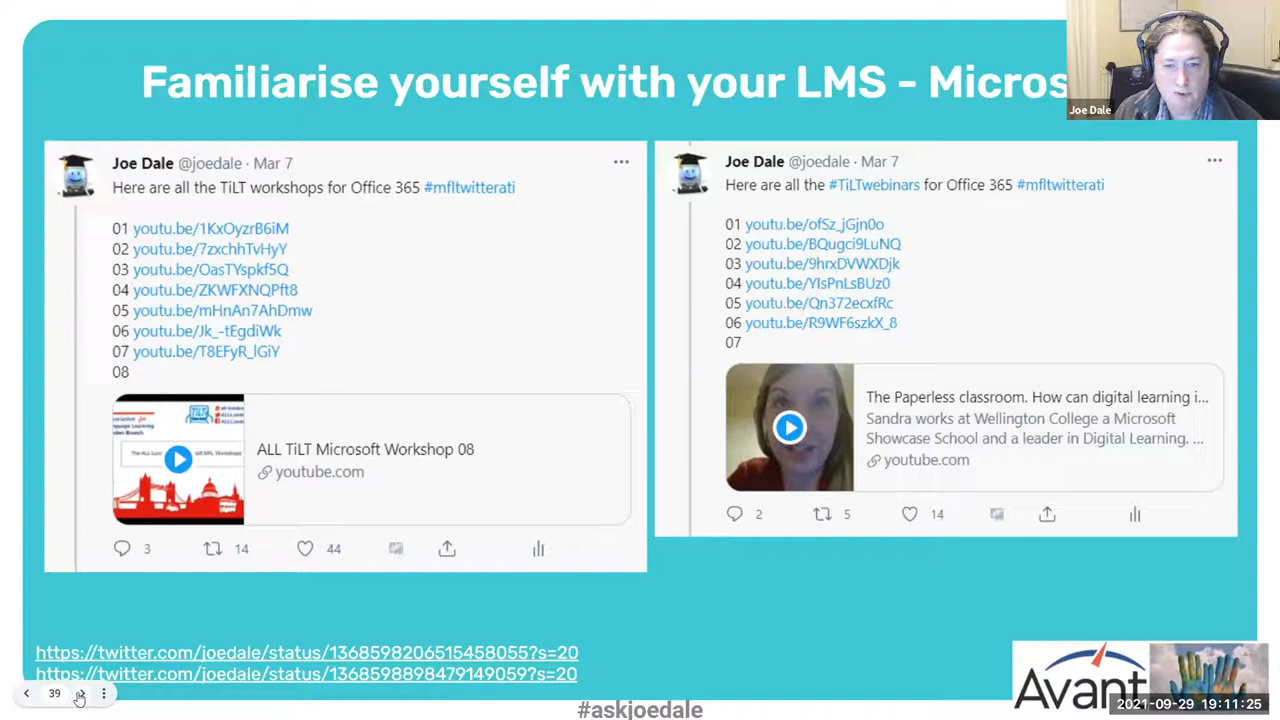 Familiarise yourself with your LMS - Micros
Joe Dale
Joe Dale @joedale · Mar 7
Here are all the TiLT workshops for Office 365 #mfltwitterati
01 youtu.be/1KxOyzrB6iM
02 youtu.be/7zxchhTvHyY
03 youtu.be/OasTYspkf5Q
04 youtu.be/ZKWFXNQPft8
05 youtu.be/mHnAn7AhDmw
06 youtu.be/Jk_-tEgdiWk
07 youtu.be/T8EFyR_lGiY
08
ALL TiLT Microsoft Workshop 08
youtube.com
3 14 44
Joe Dale @joedale · Mar 7
Here are all the #TiLTwebinars for Office 365 #mfltwitterati
01 youtu.be/ofSz_jGjn0o
02 youtu.be/BQugci9LuNQ
03 youtu.be/9hrxDVWXDjk
04 youtu.be/YIsPnLsBUz0
05 youtu.be/Qn372ecxfRc
06 youtu.be/R9WF6szkX_8
07
The Paperless classroom. How can digital learning i...
Sandra works at Wellington College a Microsoft
Showcase School and a leader in Digital Learning. ...
youtube.com
2 5 14
https://twitter.com/joedale/status/1368598206515458055?s=20
https://twitter.com/joedale/status/1368598898479149059?s=20
39
#askjoedale
Avant
2021-09-29 19:11:25